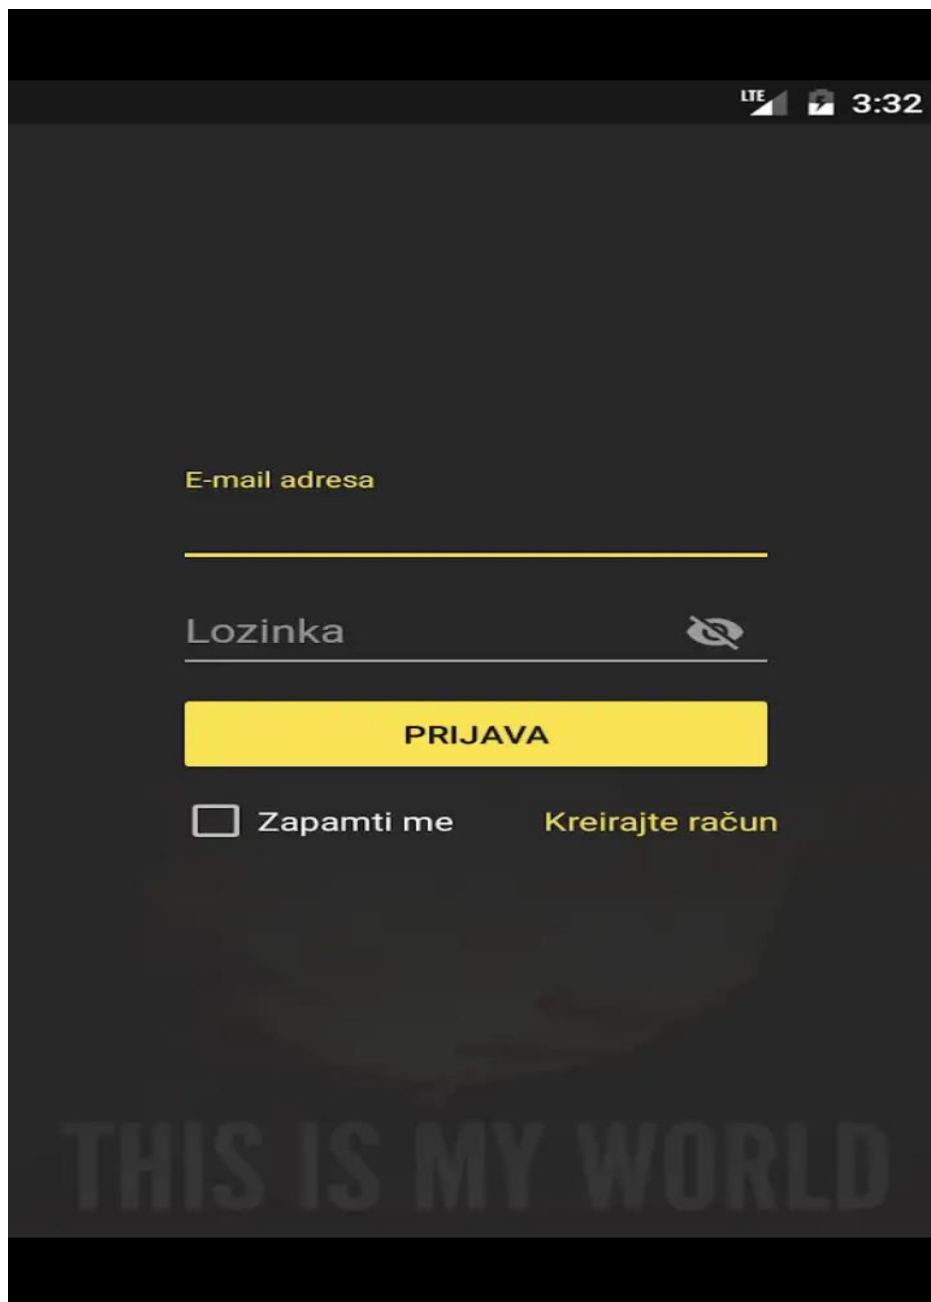 LTE 3:32
E-mail adresa
Lozinka
PRIJAVA
Zapamti me Kreirajte račun
THIS IS MY WORLD